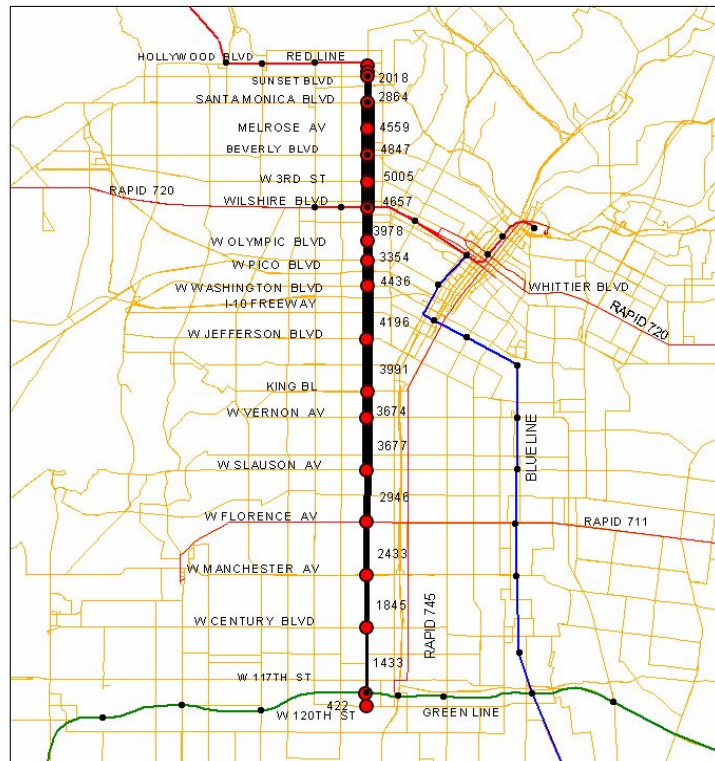 HOLLYWOOD BLVD RED LINE
SUNSET BLVD 2018
SANTA MONICA BLVD 2864
MELROSE AV 4559
BEVERLY BLVD 4847
W 3RD ST 5005
RAPID 720
WILSHIRE BLVD 4657
3978
W OLYMPIC BLVD
3354
W PICO BLVD
W WASHINGTON BLVD 4436
WHITTIER BLVD
I-10 FREEWAY
RAPID 720
4196
W JEFFERSON BLVD
3991
KING BL
W VERNON AV 3674
BLUE LINE
3677
W SLAUSON AV
2946
W FLORENCE AV RAPID 711
2433
W MANCHESTER AV
1845
W CENTURY BLVD
RAPID 745
1433
W 117TH ST
422
W 120TH ST GREEN LINE